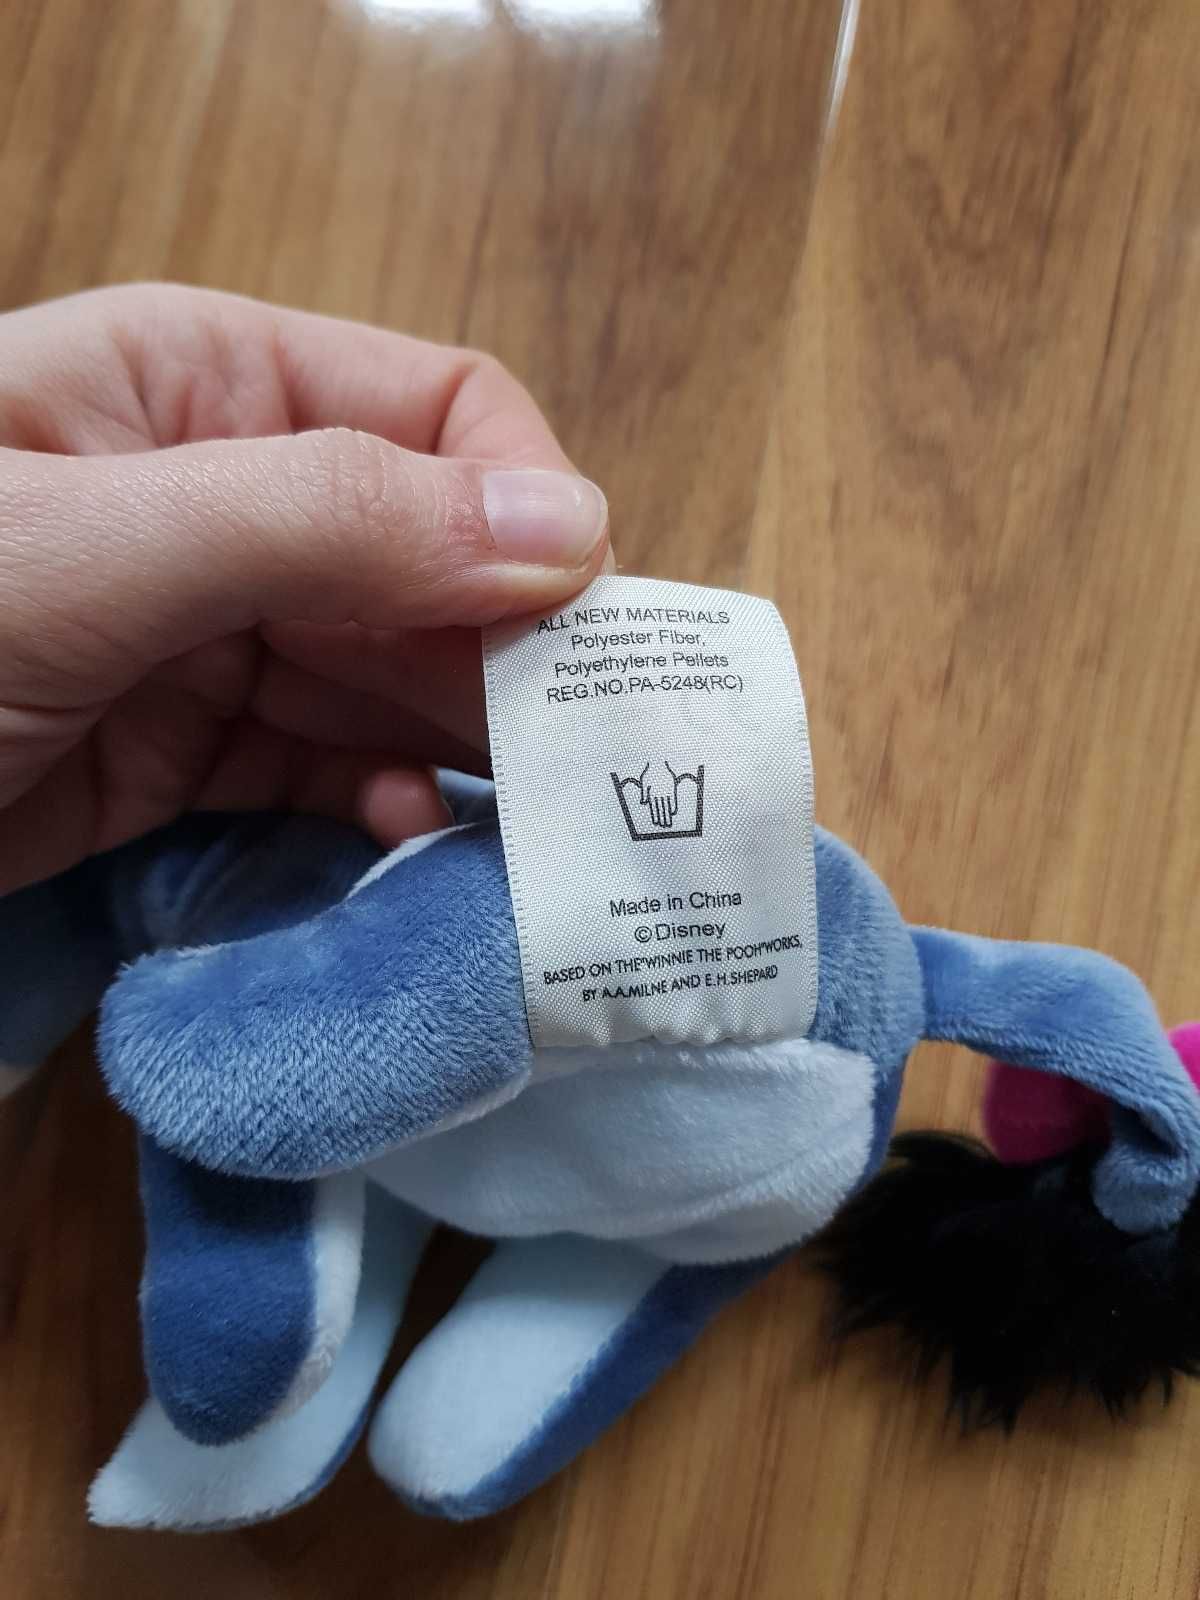 ALL NEW MATERIALS
Polyester Fiber,
Polyethylene Pellets
REG.NO.PA-5248(RC)
Made in China
©Disney
BASED ON THE"WINNIE THE POOH"WORKS,
BY A.A.MILNE AND E.H.SHEPARD